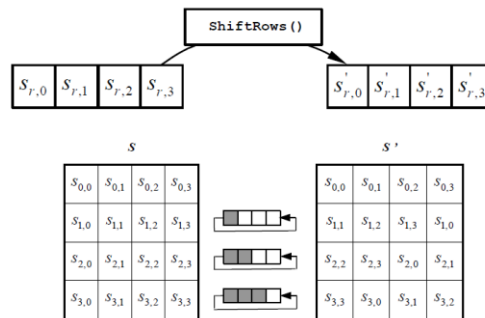 ShiftRows()
S_{r,0} S_{r,1} S_{r,2} S_{r,3} S'_{r,0} S'_{r,1} S'_{r,2} S'_{r,3}
S S'
S_{0,0} S_{0,1} S_{0,2} S_{0,3} S_{0,0} S_{0,1} S_{0,2} S_{0,3}
S_{1,0} S_{1,1} S_{1,2} S_{1,3} S_{1,1} S_{1,2} S_{1,3} S_{1,0}
S_{2,0} S_{2,1} S_{2,2} S_{2,3} S_{2,2} S_{2,3} S_{2,0} S_{2,1}
S_{3,0} S_{3,1} S_{3,2} S_{3,3} S_{3,3} S_{3,0} S_{3,1} S_{3,2}